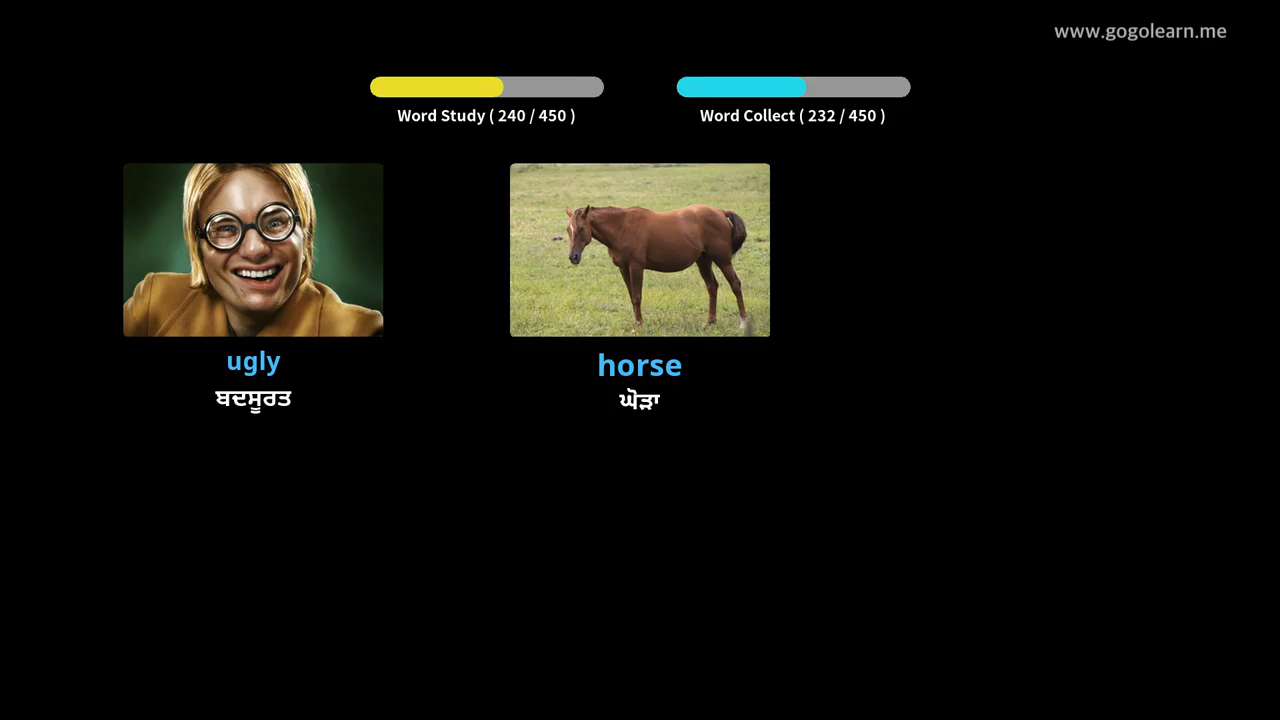 www.gogolearn.me
Word Study ( 240 / 450 )
Word Collect ( 232 / 450 )
ugly
ਬਦਸੂਰਤ
horse
ਘੋੜਾ